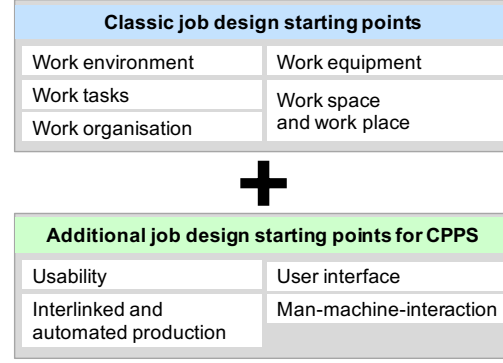 Classic job design starting points
Work environment
Work equipment
Work tasks
Work space
and work place
Work organisation
+
Additional job design starting points for CPPS
Usability
User interface
Interlinked and
automated production
Man-machine-interaction